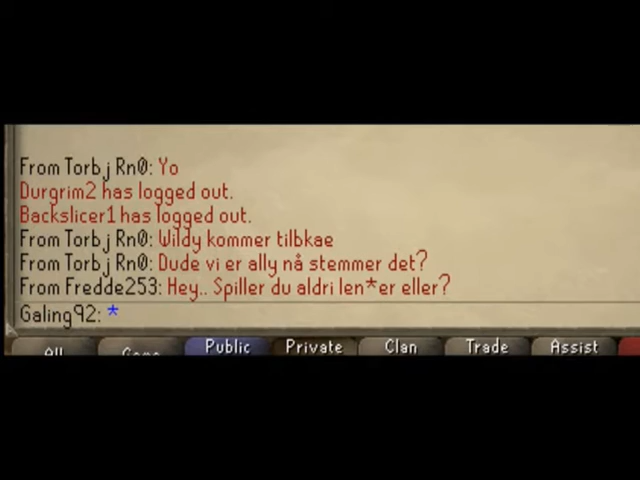 From Torbj Rn0: Yo
Durgrim2 has logged out.
Backslicer1 has logged out.
From Torbj Rn0: Wildy kommer tilbkae
From Torbj Rn0: Dude vi er ally nå stemmer det?
From Fredde253: Hey.. Spiller du aldri len*er eller?
Galing92: *
All Game Public Private Clan Trade Assist